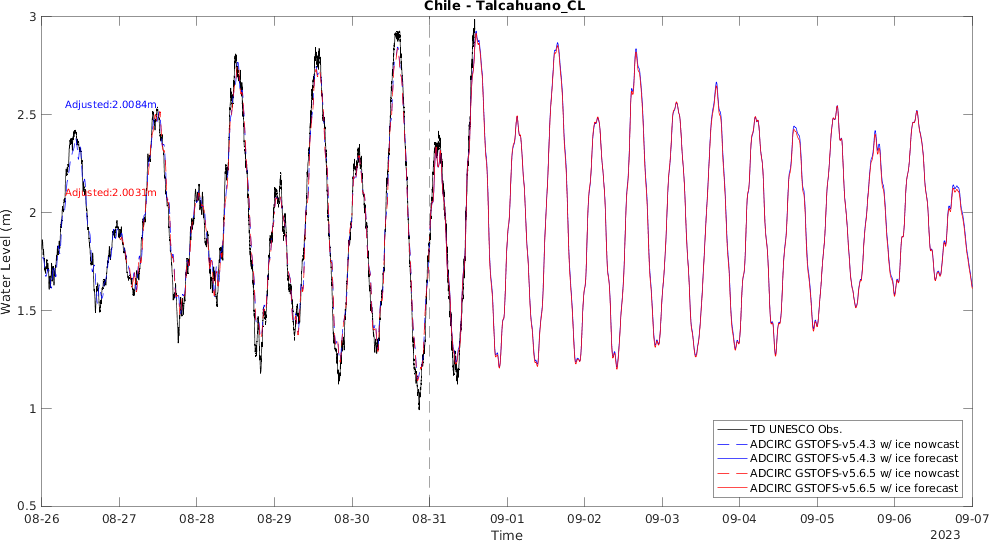 Chile - Talcahuano_CL
3
2.5
2
1.5
1
0.5
Water Level (m)
Adjusted:2.0084m
Adjusted:2.0031m
TD UNESCO Obs.
ADCIRC GSTOFS-v5.4.3 w/ ice nowcast
ADCIRC GSTOFS-v5.4.3 w/ ice forecast
ADCIRC GSTOFS-v5.6.5 w/ ice nowcast
ADCIRC GSTOFS-v5.6.5 w/ ice forecast
08-26 08-27 08-28 08-29 08-30 08-31 09-01 09-02 09-03 09-04 09-05 09-06 09-07
Time
2023